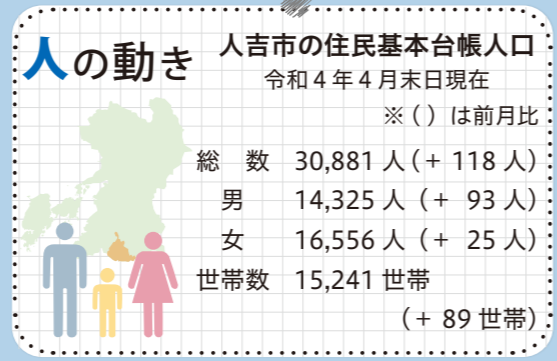 人の動き
人吉市の住民基本台帳人口
令和4年4月末日現在
※（ ）は前月比
総　数　30,881 人（+ 118 人）
男　14,325 人（+ 93 人）
女　16,556 人（+ 25 人）
世帯数　15,241 世帯
（+ 89 世帯）